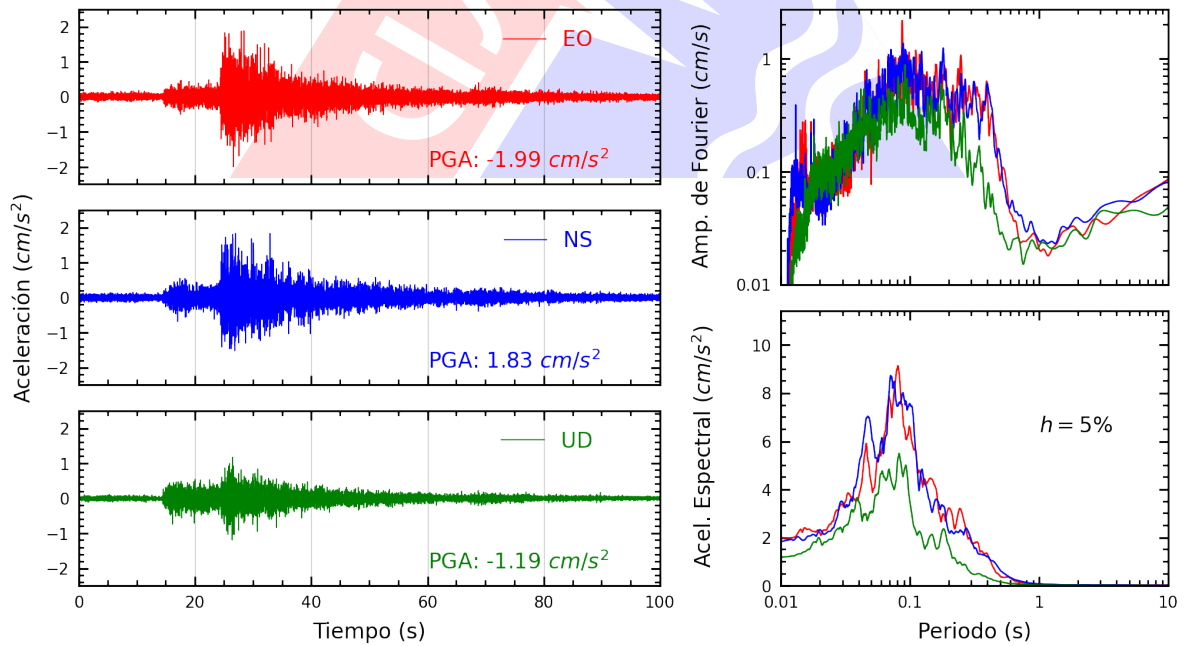 Aceleración (cm/s²)
2
1
0
−1
−2
EO
PGA: -1.99 cm/s²
2
1
0
−1
−2
NS
PGA: 1.83 cm/s²
2
1
0
−1
−2
UD
PGA: -1.19 cm/s²
0 20 40 60 80 100
Tiempo (s)
Amp. de Fourier (cm/s)
1
0.1
0.01
Acel. Espectral (cm/s²)
10
8
6
4
2
0
h = 5%
0.01 0.1 1 10
Periodo (s)